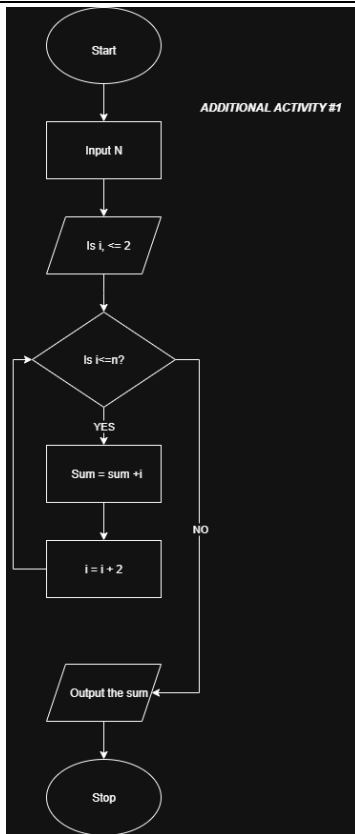 Start
ADDITIONAL ACTIVITY #1
Input N
Is i, <= 2
Is i<=n?
YES
Sum = sum +i
NO
i = i + 2
Output the sum
Stop